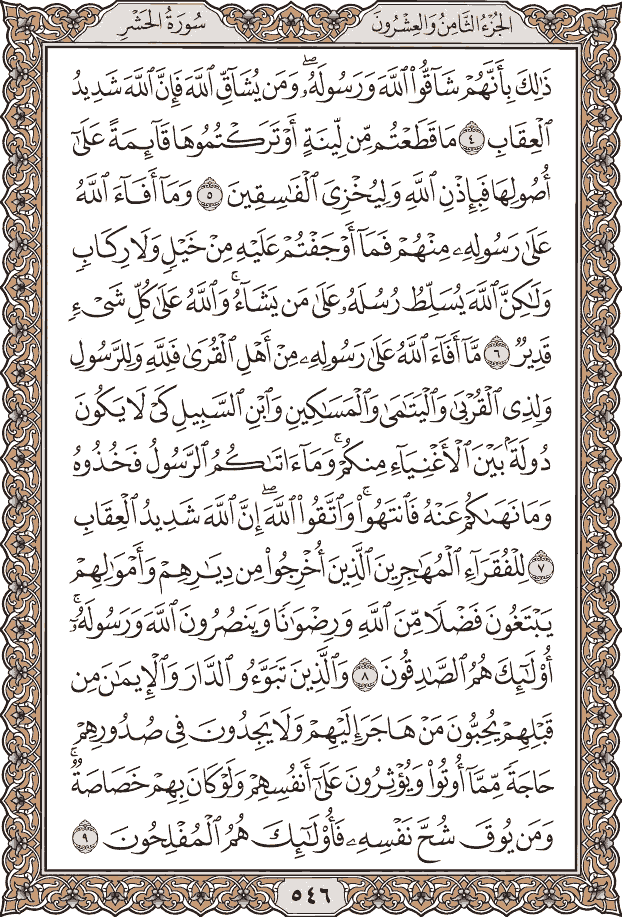 الجُزْءُ الثَّامِنُ وَالعِشْرُونَ
سُورَةُ الحَشْرِ
ذَٰلِكَ بِأَنَّهُمْ شَآقُّوا۟ ٱللَّهَ وَرَسُولَهُۥ ۖ وَمَن يُشَآقِّ ٱللَّهَ فَإِنَّ ٱللَّهَ شَدِيدُ
ٱلْعِقَابِ ٤ مَا قَطَعْتُم مِّن لِّينَةٍ أَوْ تَرَكْتُمُوهَا قَآئِمَةً عَلَىٰٓ
أُصُولِهَا فَبِإِذْنِ ٱللَّهِ وَلِيُخْزِىَ ٱلْفَـٰسِقِينَ ٥ وَمَآ أَفَآءَ ٱللَّهُ
عَلَىٰ رَسُولِهِۦ مِنْهُمْ فَمَآ أَوْجَفْتُمْ عَلَيْهِ مِنْ خَيْلٍ وَلَا رِكَابٍ
وَلَـٰكِنَّ ٱللَّهَ يُسَلِّطُ رُسُلَهُۥ عَلَىٰ مَن يَشَآءُ ۚ وَٱللَّهُ عَلَىٰ كُلِّ شَىْءٍ
قَدِيرٌ ٦ مَّآ أَفَآءَ ٱللَّهُ عَلَىٰ رَسُولِهِۦ مِنْ أَهْلِ ٱلْقُرَىٰ فَلِلَّهِ وَلِلرَّسُولِ
وَلِذِى ٱلْقُرْبَىٰ وَٱلْيَتَـٰمَىٰ وَٱلْمَسَـٰكِينِ وَٱبْنِ ٱلسَّبِيلِ كَىْ لَا يَكُونَ
دُولَةًۢ بَيْنَ ٱلْأَغْنِيَآءِ مِنكُمْ ۚ وَمَآ ءَاتَىٰكُمُ ٱلرَّسُولُ فَخُذُوهُ
وَمَا نَهَىٰكُمْ عَنْهُ فَٱنتَهُوا۟ ۚ وَٱتَّقُوا۟ ٱللَّهَ ۖ إِنَّ ٱللَّهَ شَدِيدُ ٱلْعِقَابِ
٧ لِلْفُقَرَآءِ ٱلْمُهَـٰجِرِينَ ٱلَّذِينَ أُخْرِجُوا۟ مِن دِيَـٰرِهِمْ وَأَمْوَٰلِهِمْ
يَبْتَغُونَ فَضْلًا مِّنَ ٱللَّهِ وَرِضْوَٰنًا وَيَنصُرُونَ ٱللَّهَ وَرَسُولَهُۥٓ ۚ
أُو۟لَـٰٓئِكَ هُمُ ٱلصَّـٰدِقُونَ ٨ وَٱلَّذِينَ تَبَوَّءُو ٱلدَّارَ وَٱلْإِيمَـٰنَ مِن
قَبْلِهِمْ يُحِبُّونَ مَنْ هَاجَرَ إِلَيْهِمْ وَلَا يَجِدُونَ فِى صُدُورِهِمْ
حَاجَةً مِّمَّآ أُوتُوا۟ وَيُؤْثِرُونَ عَلَىٰٓ أَنفُسِهِمْ وَلَوْ كَانَ بِهِمْ خَصَاصَةٌ ۚ
وَمَن يُوقَ شُحَّ نَفْسِهِۦ فَأُو۟لَـٰٓئِكَ هُمُ ٱلْمُفْلِحُونَ ٩
٥٤٦